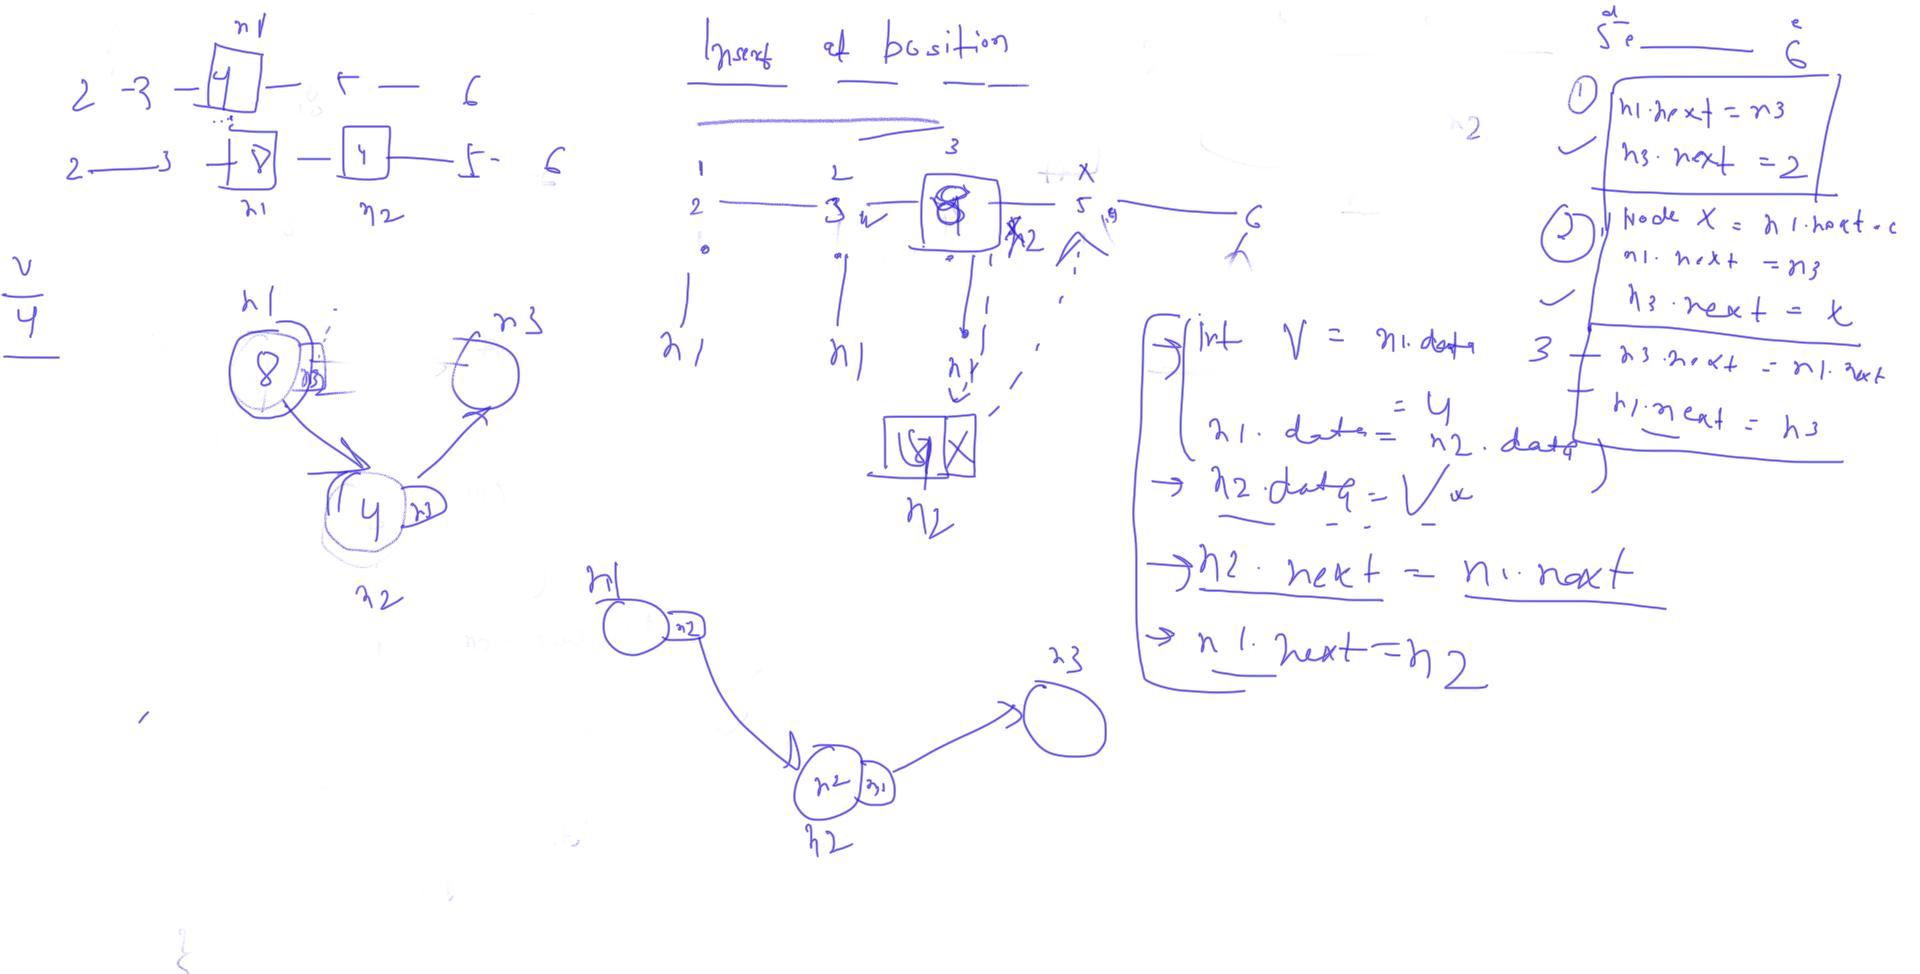 Insert at position
n1
2 - 3 - 4 - 5 - 6
2 — 3 - 8 - 4 - 5 - 6
n1 n2
V
4
n1
8
n3
4
n3
n2
1 2 3 X
2 3 5 6
n2
n1 n1 n1
X
n2
n1
n2
n2
n2
n3
int V = n1.data
= 4
n1.data = n2.data
→ n2.data = V
→ n2.next = n1.next
→ n1.next = n2
5 — 6
n2
1
n1.next = n3
n3.next = 2
2
Node X = n1.next
n1.next = n3
n3.next = X
3
n3.next = n1.next
n1.next = n3